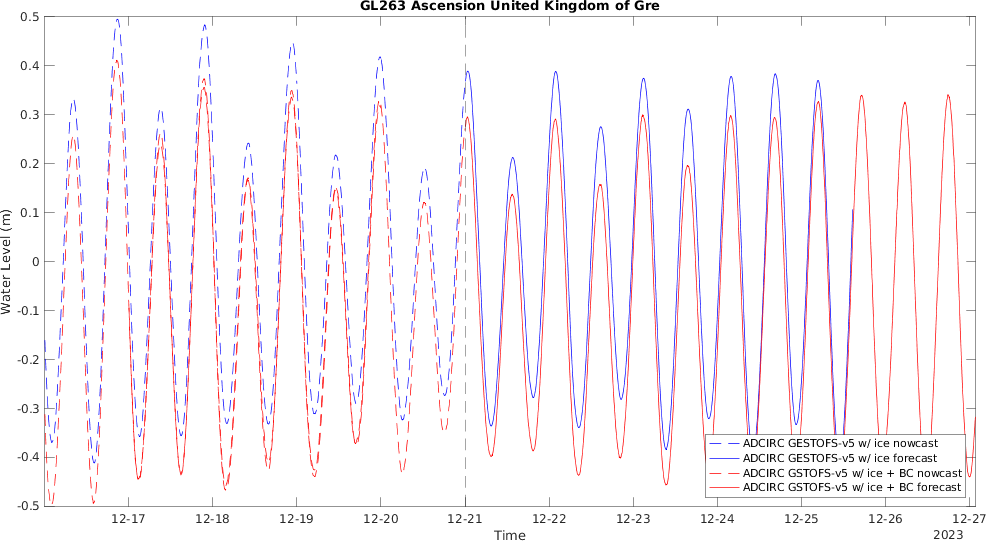 GL263 Ascension United Kingdom of Gre
0.5
0.4
0.3
0.2
0.1
0
-0.1
-0.2
-0.3
-0.4
-0.5
Water Level (m)
ADCIRC GESTOFS-v5 w/ ice nowcast
ADCIRC GESTOFS-v5 w/ ice forecast
ADCIRC GSTOFS-v5 w/ ice + BC nowcast
ADCIRC GSTOFS-v5 w/ ice + BC forecast
12-17 12-18 12-19 12-20 12-21 12-22 12-23 12-24 12-25 12-26 12-27
Time
2023